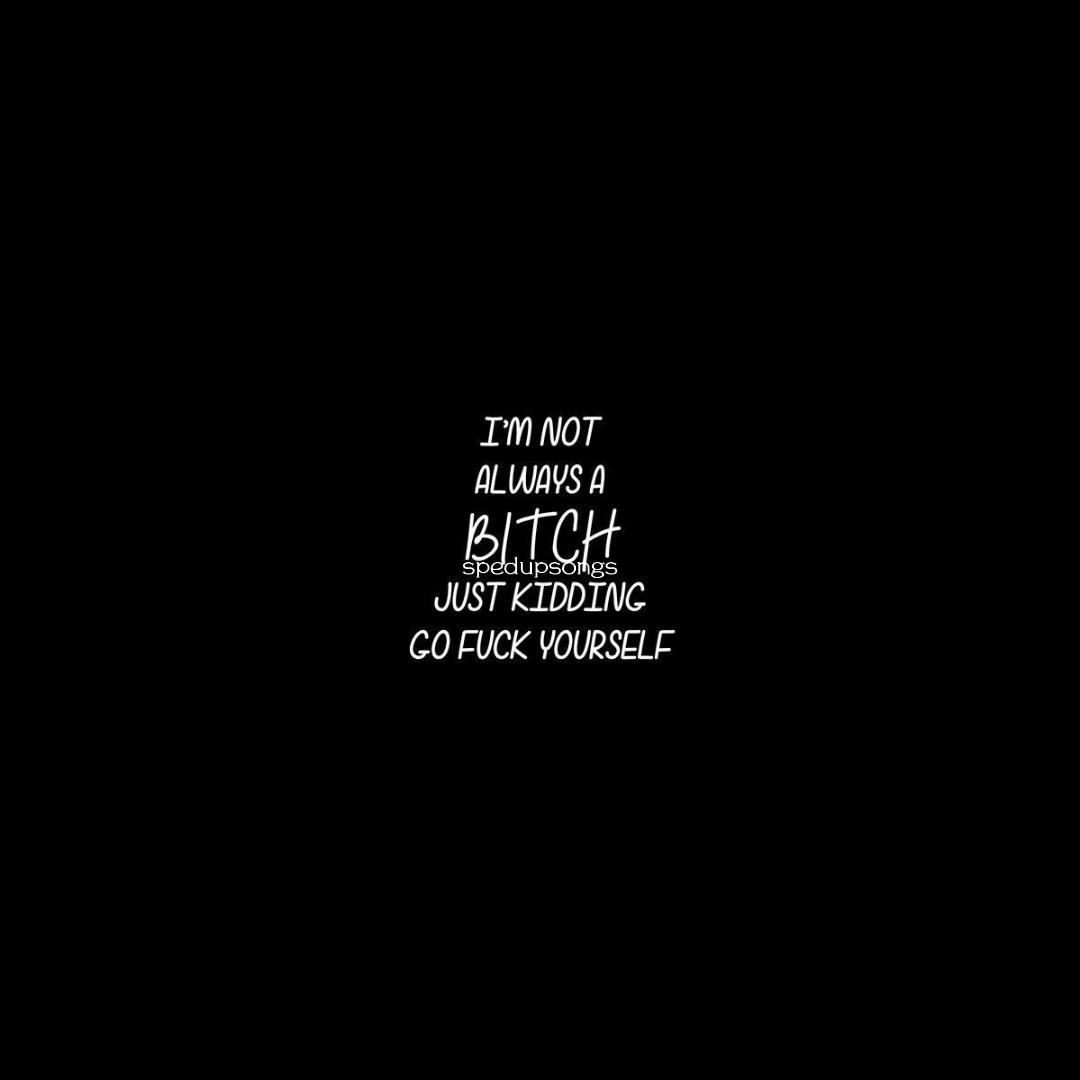 I'M NOT
ALWAYS A
BITCH
spedupsongs
JUST KIDDING
GO FUCK YOURSELF